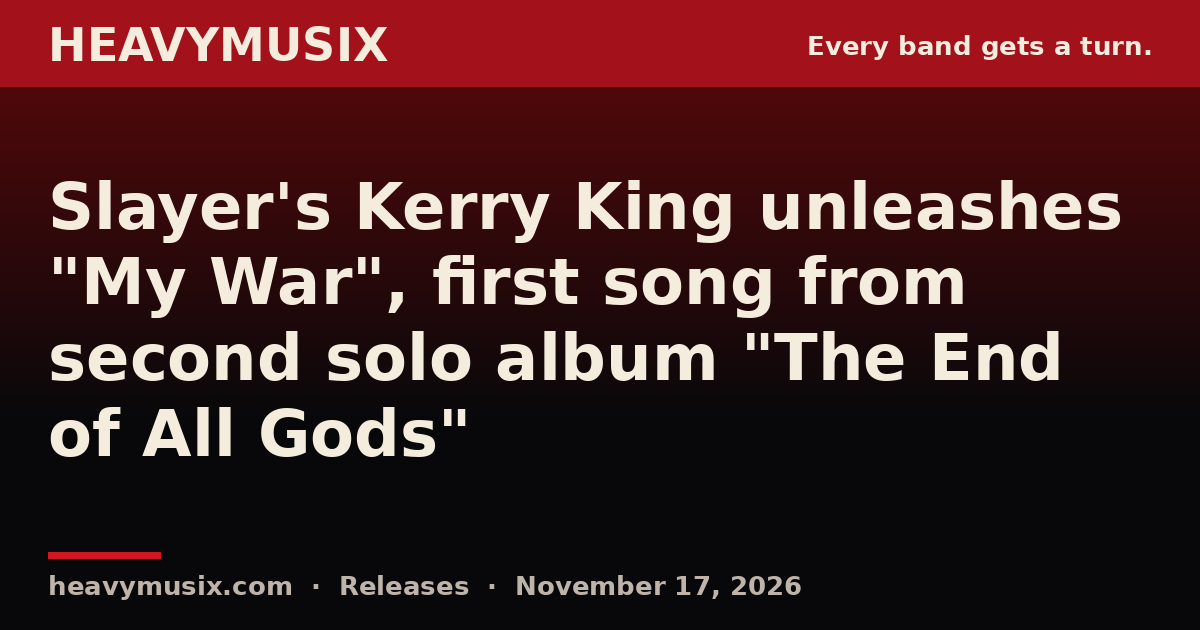 HEAVYMUSIX
Every band gets a turn.
Slayer's Kerry King unleashes
"My War", first song from
second solo album "The End
of All Gods"
heavymusix.com · Releases · November 17, 2026